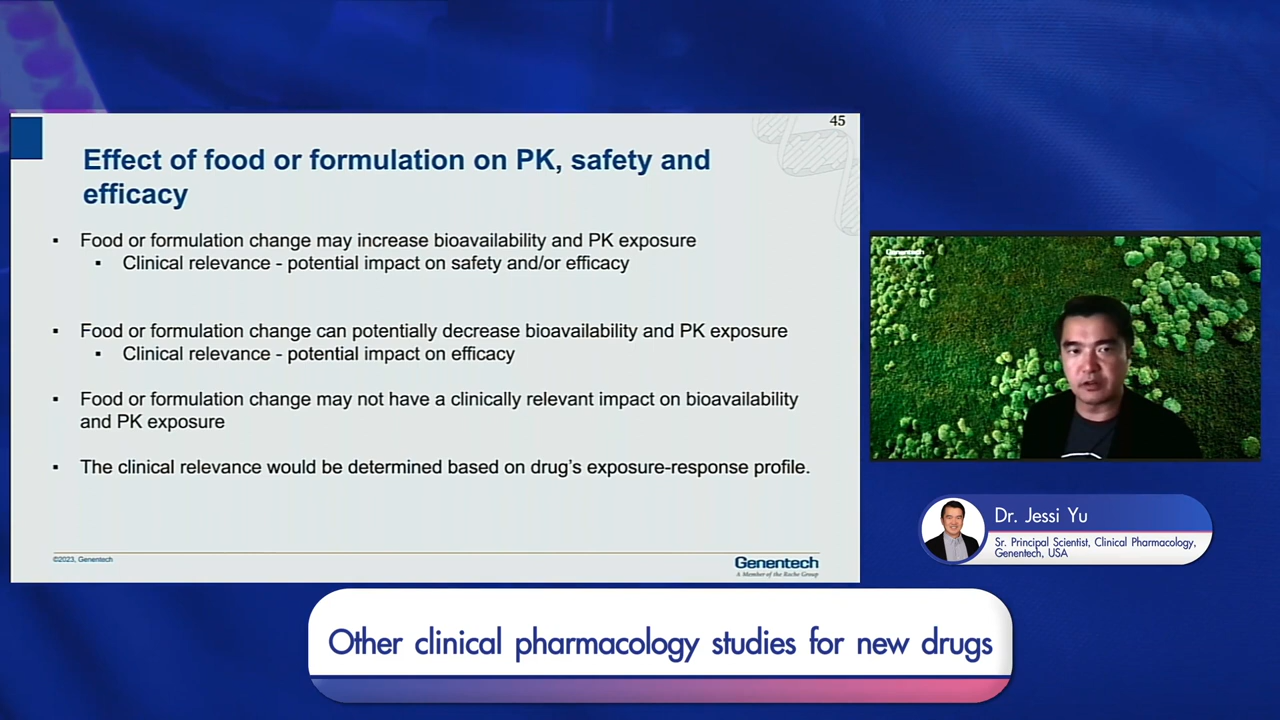 45
Effect of food or formulation on PK, safety and
efficacy
▪ Food or formulation change may increase bioavailability and PK exposure
▪ Clinical relevance - potential impact on safety and/or efficacy
▪ Food or formulation change can potentially decrease bioavailability and PK exposure
▪ Clinical relevance - potential impact on efficacy
▪ Food or formulation change may not have a clinically relevant impact on bioavailability
and PK exposure
▪ The clinical relevance would be determined based on drug's exposure-response profile.
©2023, Genentech
Genentech
A Member of the Roche Group
Genentech
Dr. Jessi Yu
Sr. Principal Scientist, Clinical Pharmacology,
Genentech, USA
Other clinical pharmacology studies for new drugs